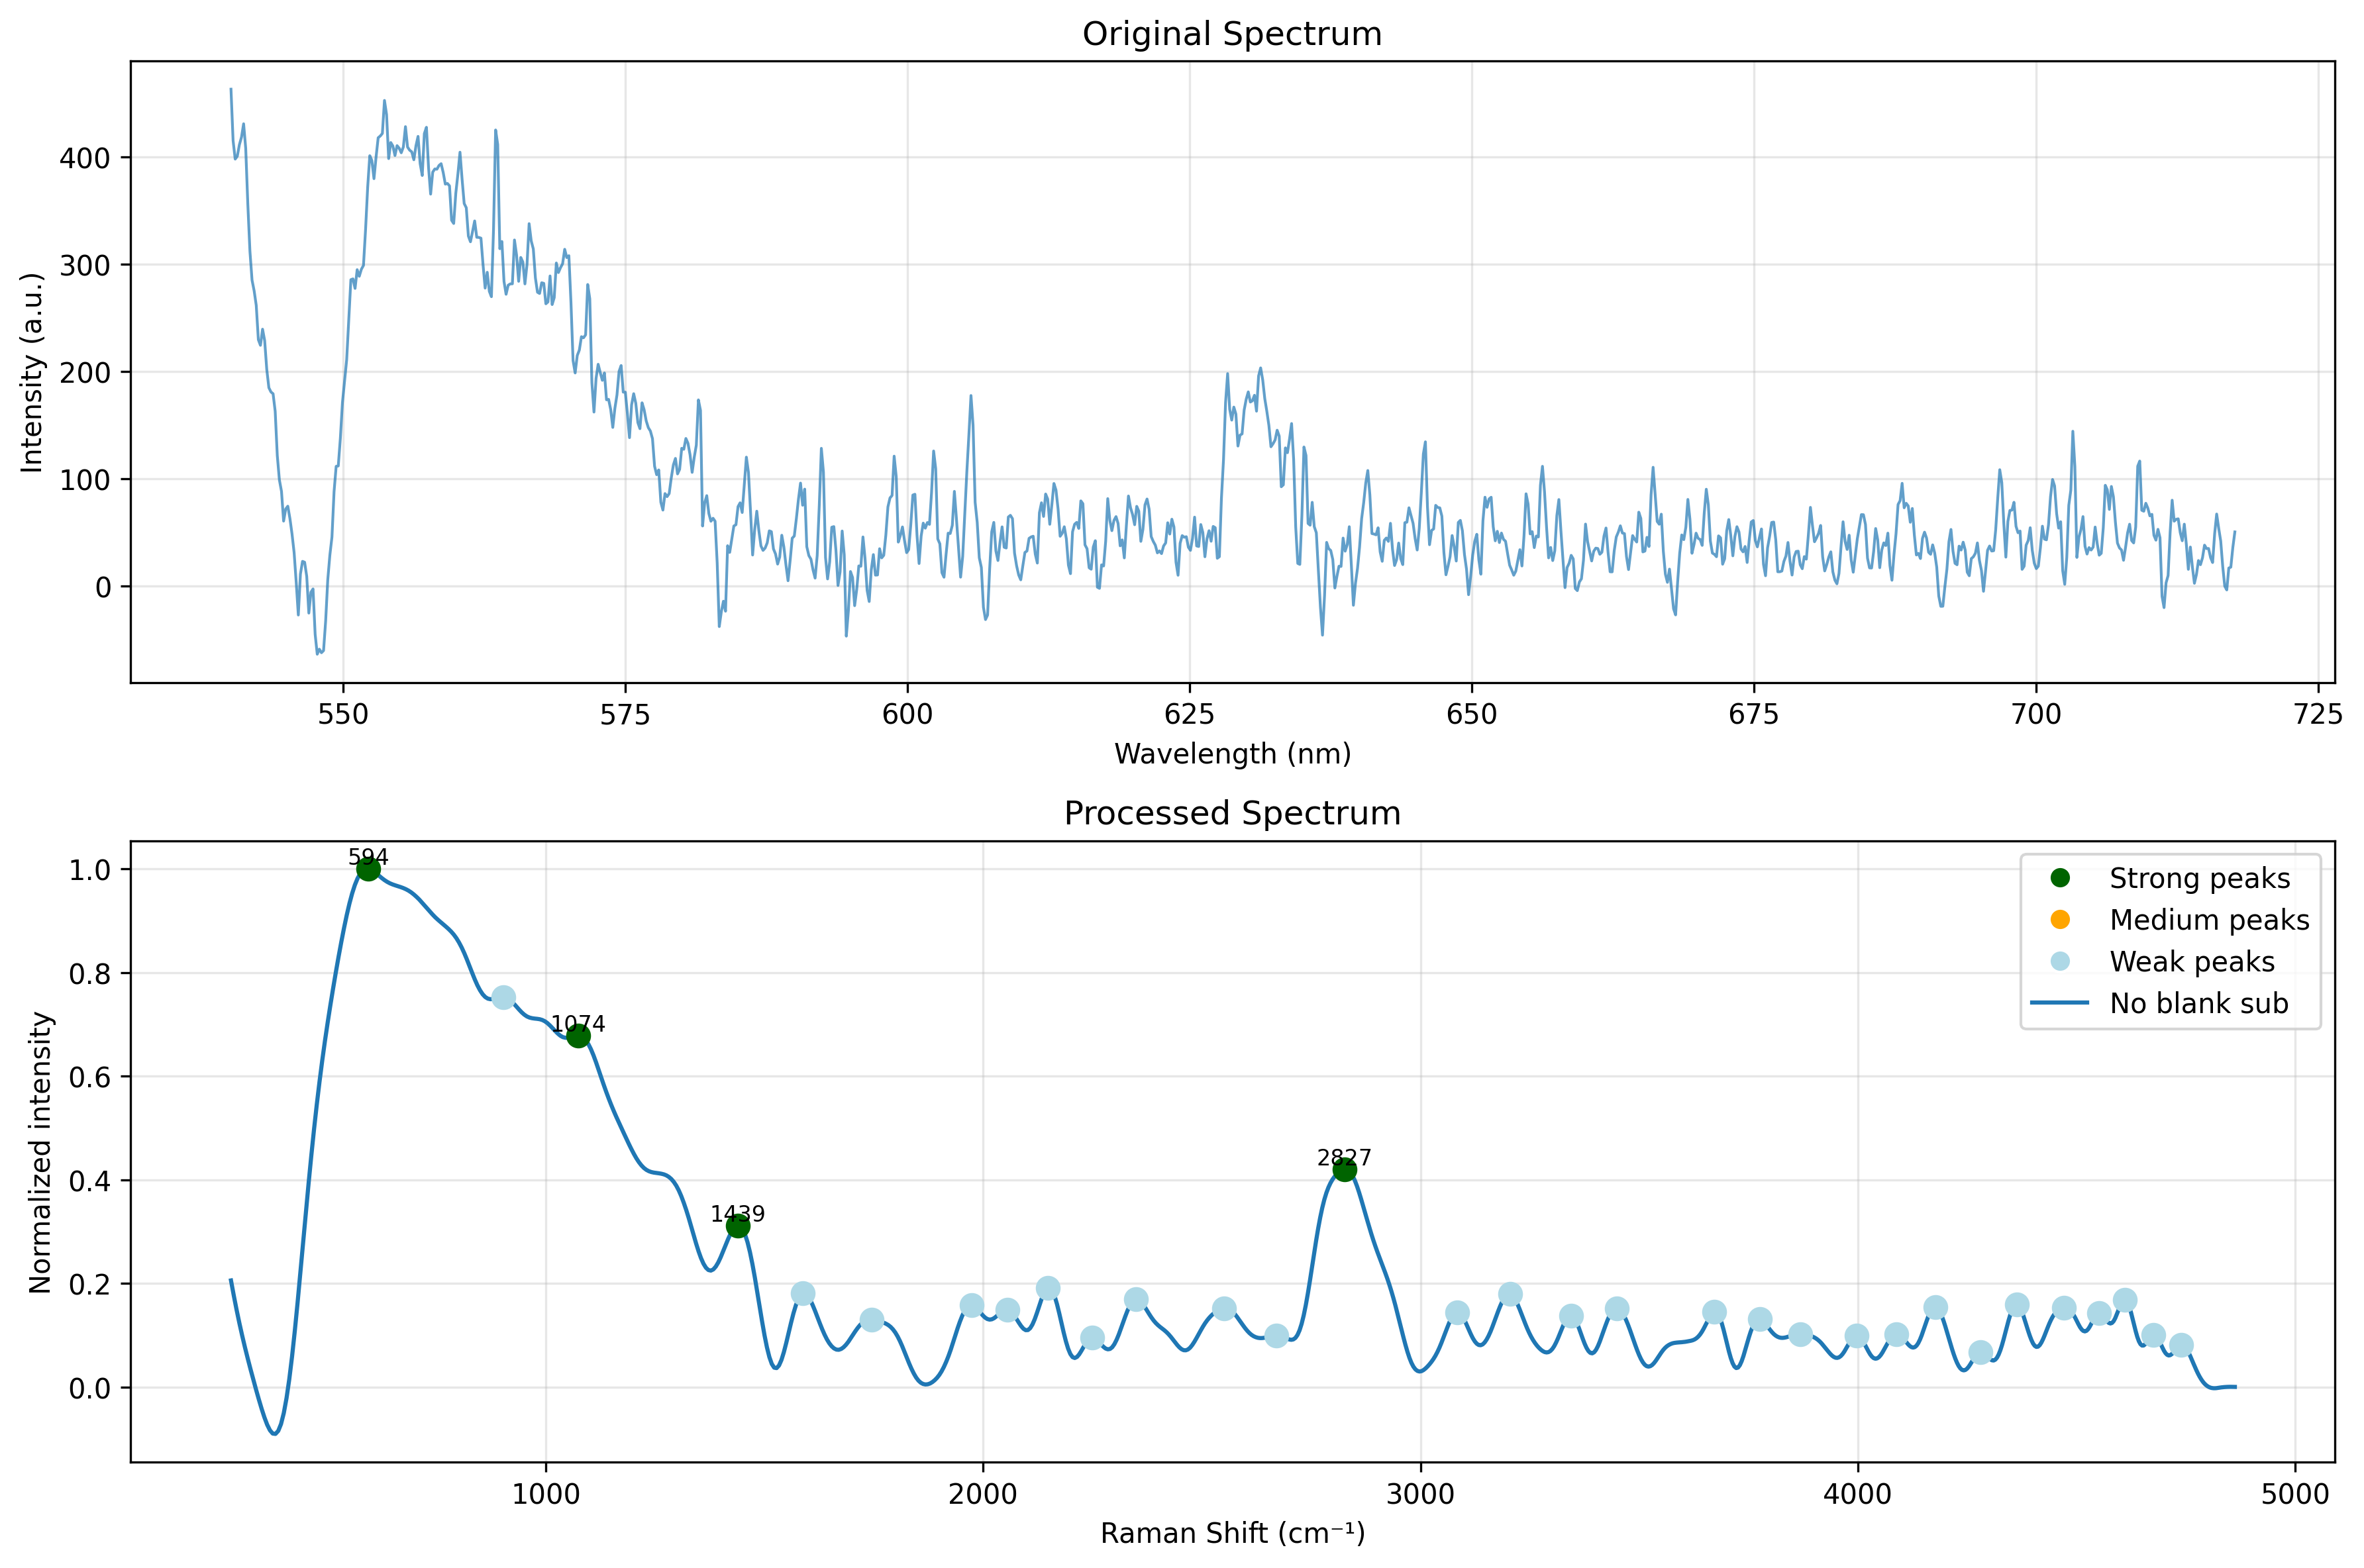 Original Spectrum
Intensity (a.u.)
400
300
200
100
0
550 575 600 625 650 675 700 725
Wavelength (nm)
Processed Spectrum
Normalized intensity
1.0
0.8
0.6
0.4
0.2
0.0
594
1074
1439
2827
Strong peaks
Medium peaks
Weak peaks
No blank sub
1000 2000 3000 4000 5000
Raman Shift (cm⁻¹)